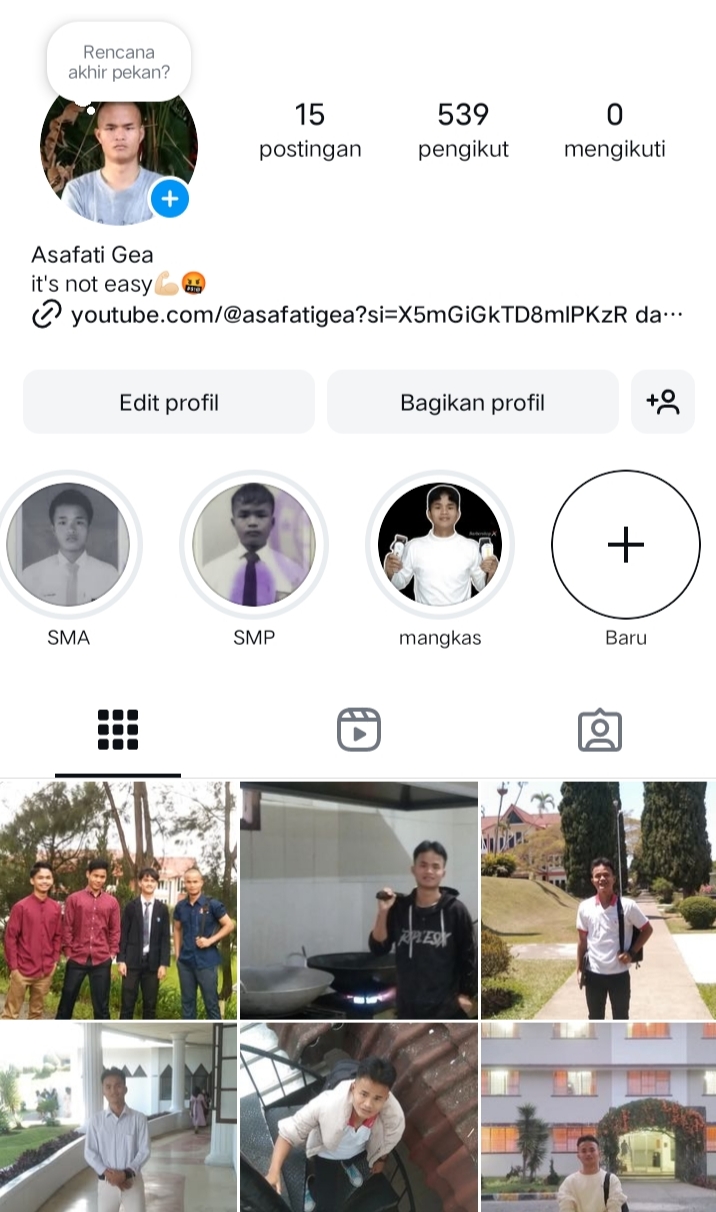 Rencana
akhir pekan?
15
postingan
539
pengikut
0
mengikuti
Asafati Gea
it's not easy💪🏻🤬
youtube.com/@asafatigea?si=X5mGiGkTD8mlPKzR da...
Edit profil
Bagikan profil
SMA
SMP
mangkas
Baru